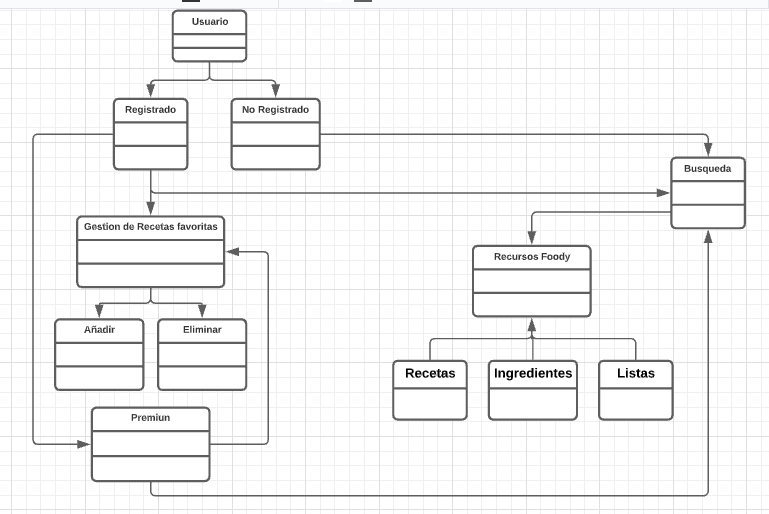 Usuario
Registrado
No Registrado
Busqueda
Gestion de Recetas favoritas
Recursos Foody
Añadir
Eliminar
Recetas
Ingredientes
Listas
Premiun